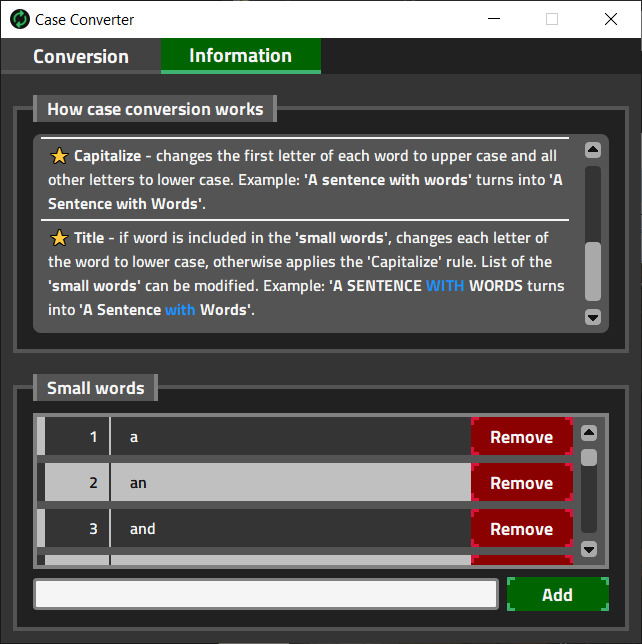 Case Converter
Conversion
Information
How case conversion works
Capitalize - changes the first letter of each word to upper case and all
other letters to lower case. Example: 'A sentence with words' turns into 'A
Sentence with Words'.
Title - if word is included in the 'small words', changes each letter of
the word to lower case, otherwise applies the 'Capitalize' rule. List of the
'small words' can be modified. Example: 'A SENTENCE WITH WORDS turns
into 'A Sentence with Words'.
Small words
1 a Remove
2 an Remove
3 and Remove
Add